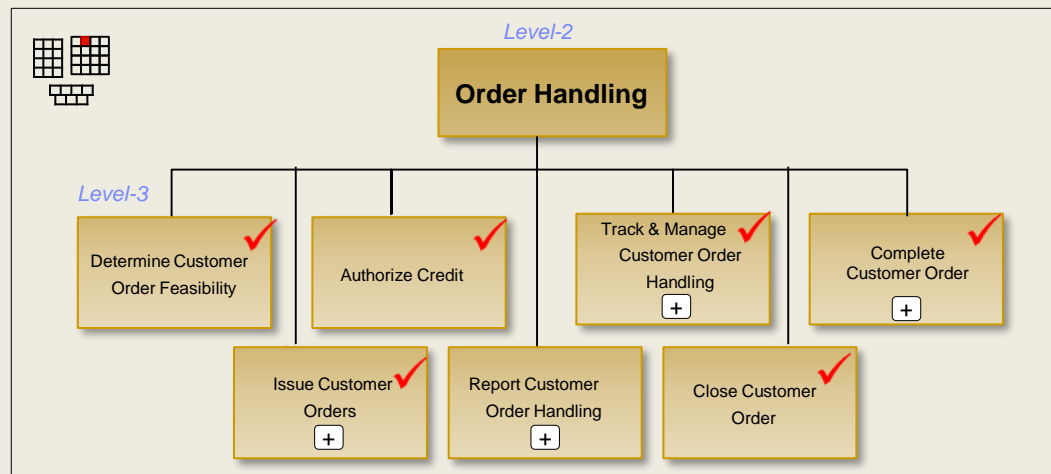 Level-2
Order Handling
Level-3
Determine Customer
Order Feasibility
Authorize Credit
Track & Manage
Customer Order
Handling
+
Complete
Customer Order
+
Issue Customer
Orders
+
Report Customer
Order Handling
+
Close Customer
Order